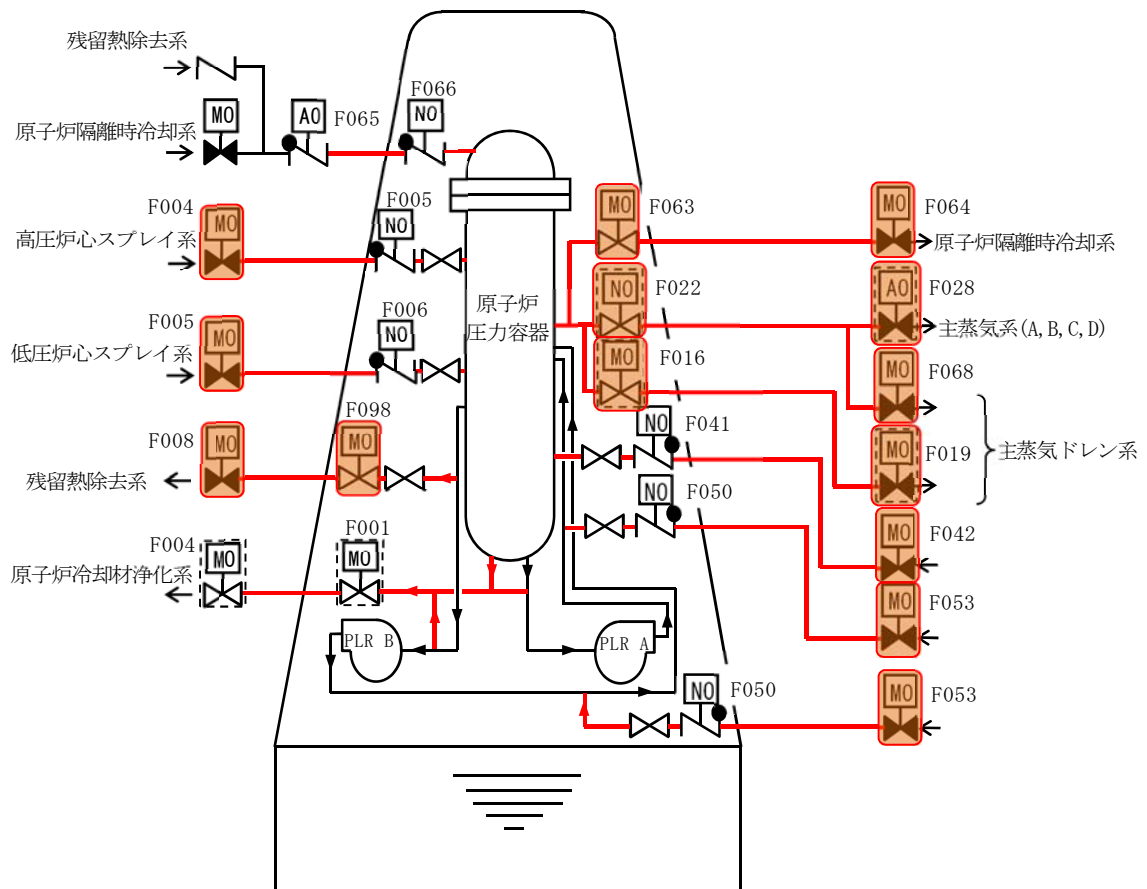 残留熱除去系
F066
MO
AO
F065
NO
原子炉隔離時冷却系
F004
MO
高圧炉心スプレイ系
F005
NO
MO
F063
MO
F064
原子炉隔離時冷却系
F005
MO
低圧炉心スプレイ系
F006
NO
原子炉
圧力容器
NO
F022
AO
F028
主蒸気系(A,B,C,D)
MO
F016
MO
F068
F008
MO
残留熱除去系
F098
MO
NO
F041
MO
F019
主蒸気ドレン系
NO
F050
MO
F042
F004
MO
原子炉冷却材浄化系
F001
MO
MO
F053
PLR B
PLR A
NO
F050
MO
F053